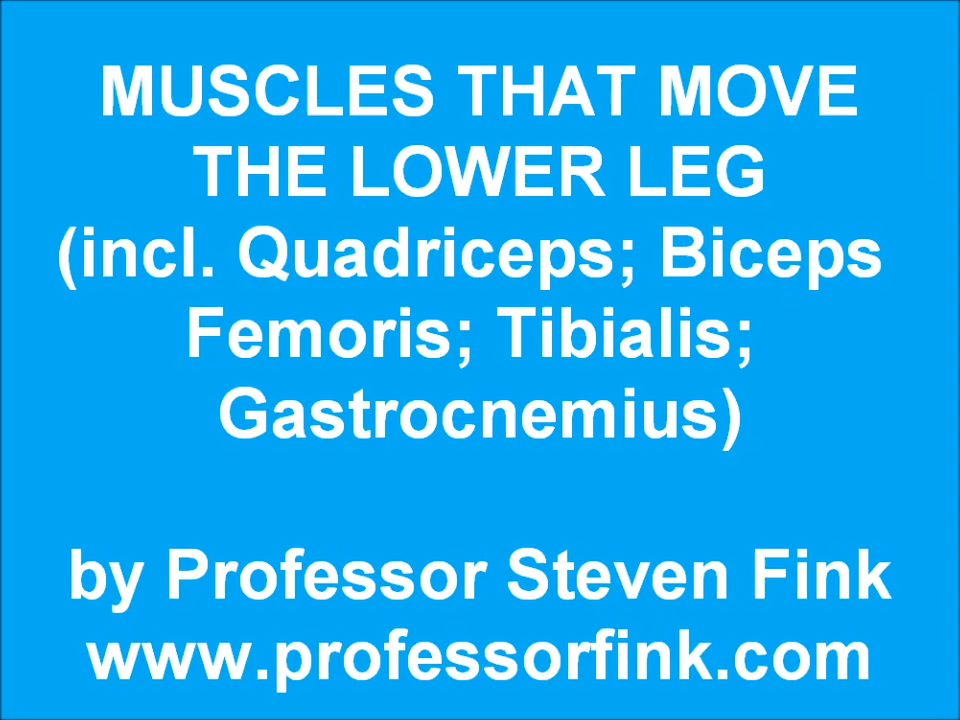 MUSCLES THAT MOVE
THE LOWER LEG
(incl. Quadriceps; Biceps
Femoris; Tibialis;
Gastrocnemius)
by Professor Steven Fink
www.professorfink.com